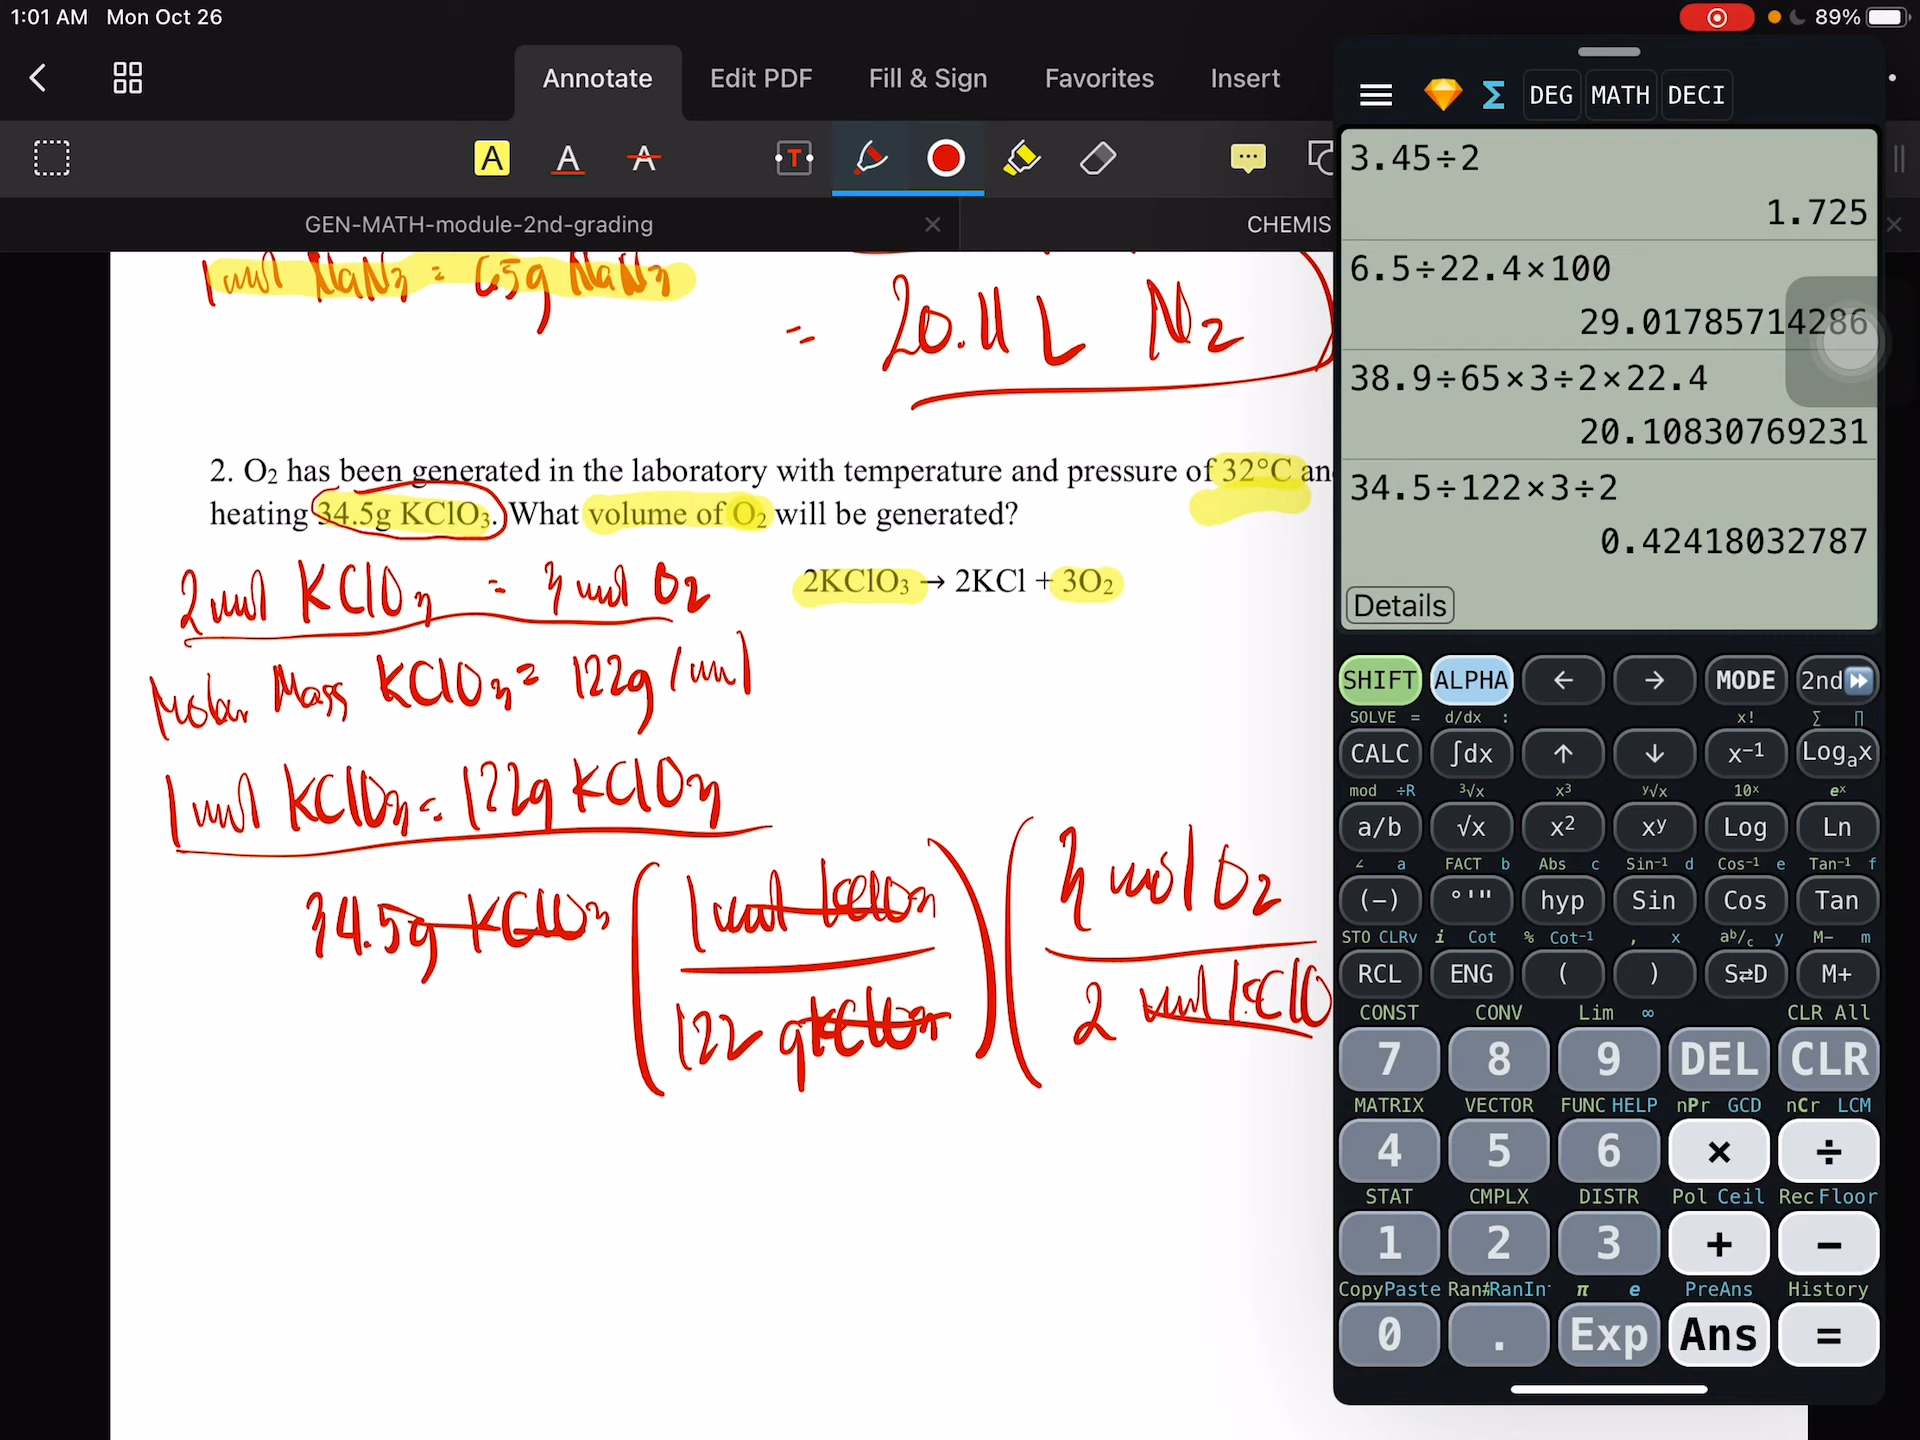 1:01 AM Mon Oct 26
89%
Annotate Edit PDF Fill & Sign Favorites Insert
DEG MATH DECI
A A A T
GEN-MATH-module-2nd-grading
CHEMIS
1 mol NaN3 = 65g NaN3
= 20.11 L N2
2. O2 has been generated in the laboratory with temperature and pressure of 32°C an
heating 34.5g KClO3. What volume of O2 will be generated?
2KClO3 → 2KCl + 3O2
2 mol KClO3 = 3 mol O2
Molar Mass KClO3 = 122g/mol
1 mol KClO3 = 122g KClO3
34.5g KClO3 (1 mol KClO3 / 122 g KClO3) (3 mol O2 / 2 mol KClO
3.45÷2
1.725
6.5÷22.4×100
29.01785714286
38.9÷65×3÷2×22.4
20.10830769231
34.5÷122×3÷2
0.42418032787
Details
SHIFT ALPHA ← → MODE 2nd
SOLVE = d/dx : x! ∑ ∏
CALC ∫dx ↑ ↓ x⁻¹ Logₐx
mod ÷R ³√x x³ ʸ√x 10ˣ eˣ
a/b √x x² xʸ Log Ln
∠ a FACT b Abs c Sin⁻¹ d Cos⁻¹ e Tan⁻¹ f
(−) °'" hyp Sin Cos Tan
STO CLRv i Cot % Cot⁻¹ , x aᵇ/c y M− m
RCL ENG ( ) S⇄D M+
CONST CONV Lim ∞ CLR All
7 8 9 DEL CLR
MATRIX VECTOR FUNC HELP nPr GCD nCr LCM
4 5 6 × ÷
STAT CMPLX DISTR Pol Ceil Rec Floor
1 2 3 + −
Copy Paste Ran# RanIn π e PreAns History
0 . Exp Ans =